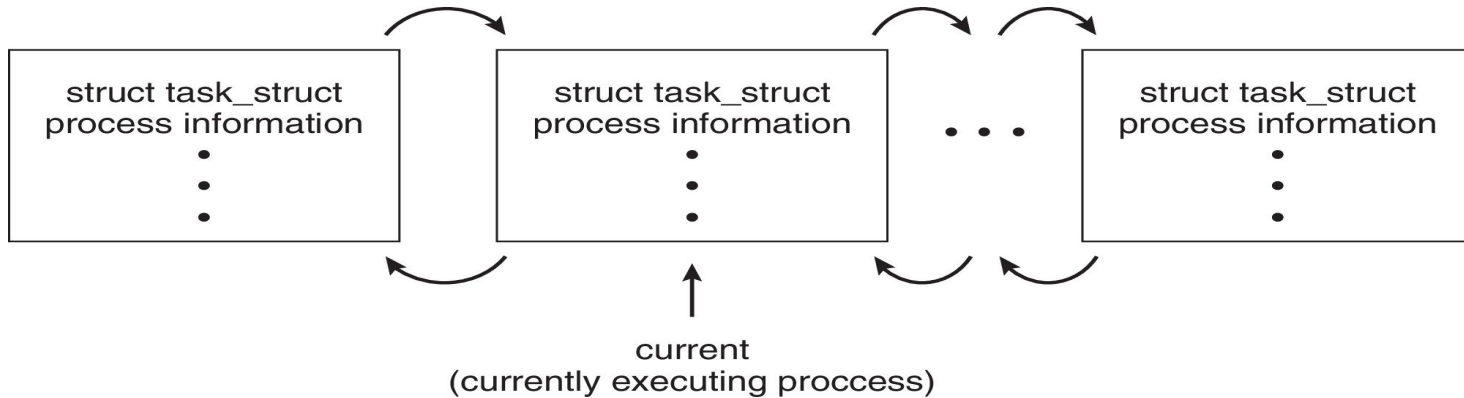 struct task_struct
process information
struct task_struct
process information
struct task_struct
process information
current
(currently executing proccess)